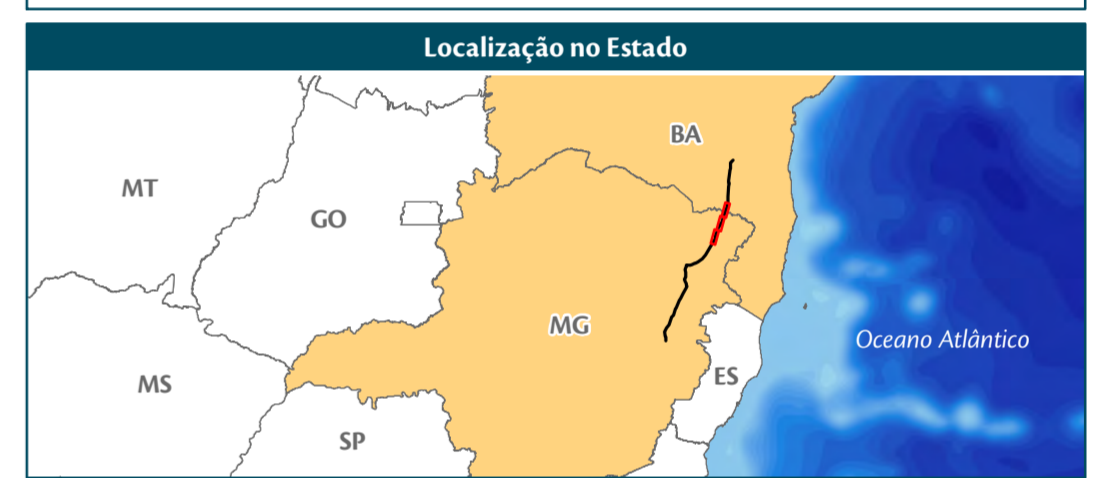 Localização no Estado
BA
MT
GO
MG
Oceano Atlântico
ES
MS
SP